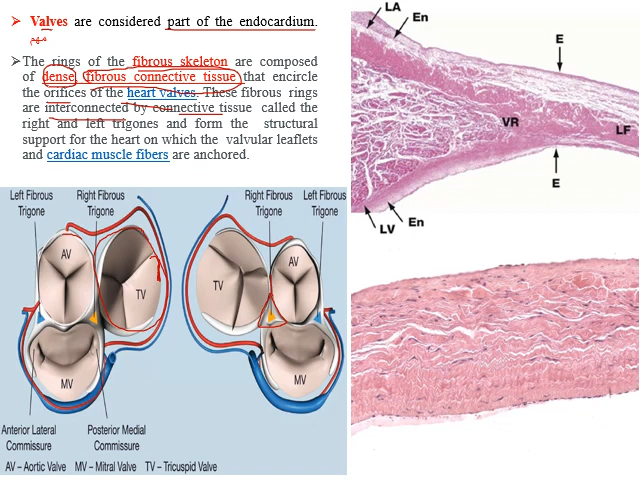 Valves are considered part of the endocardium.
The rings of the fibrous skeleton are composed
of dense, fibrous connective tissue that encircle
the orifices of the heart valves. These fibrous rings
are interconnected by connective tissue called the
right and left trigones and form the structural
support for the heart on which the valvular leaflets
and cardiac muscle fibers are anchored.
Left Fibrous Trigone
Right Fibrous Trigone
Right Fibrous Trigone
Left Fibrous Trigone
AV
TV
MV
TV
AV
MV
Anterior Lateral Commissure
Posterior Medial Commissure
AV – Aortic Valve MV – Mitral Valve TV – Tricuspid Valve
LA
En
E
VR
LF
E
En
LV